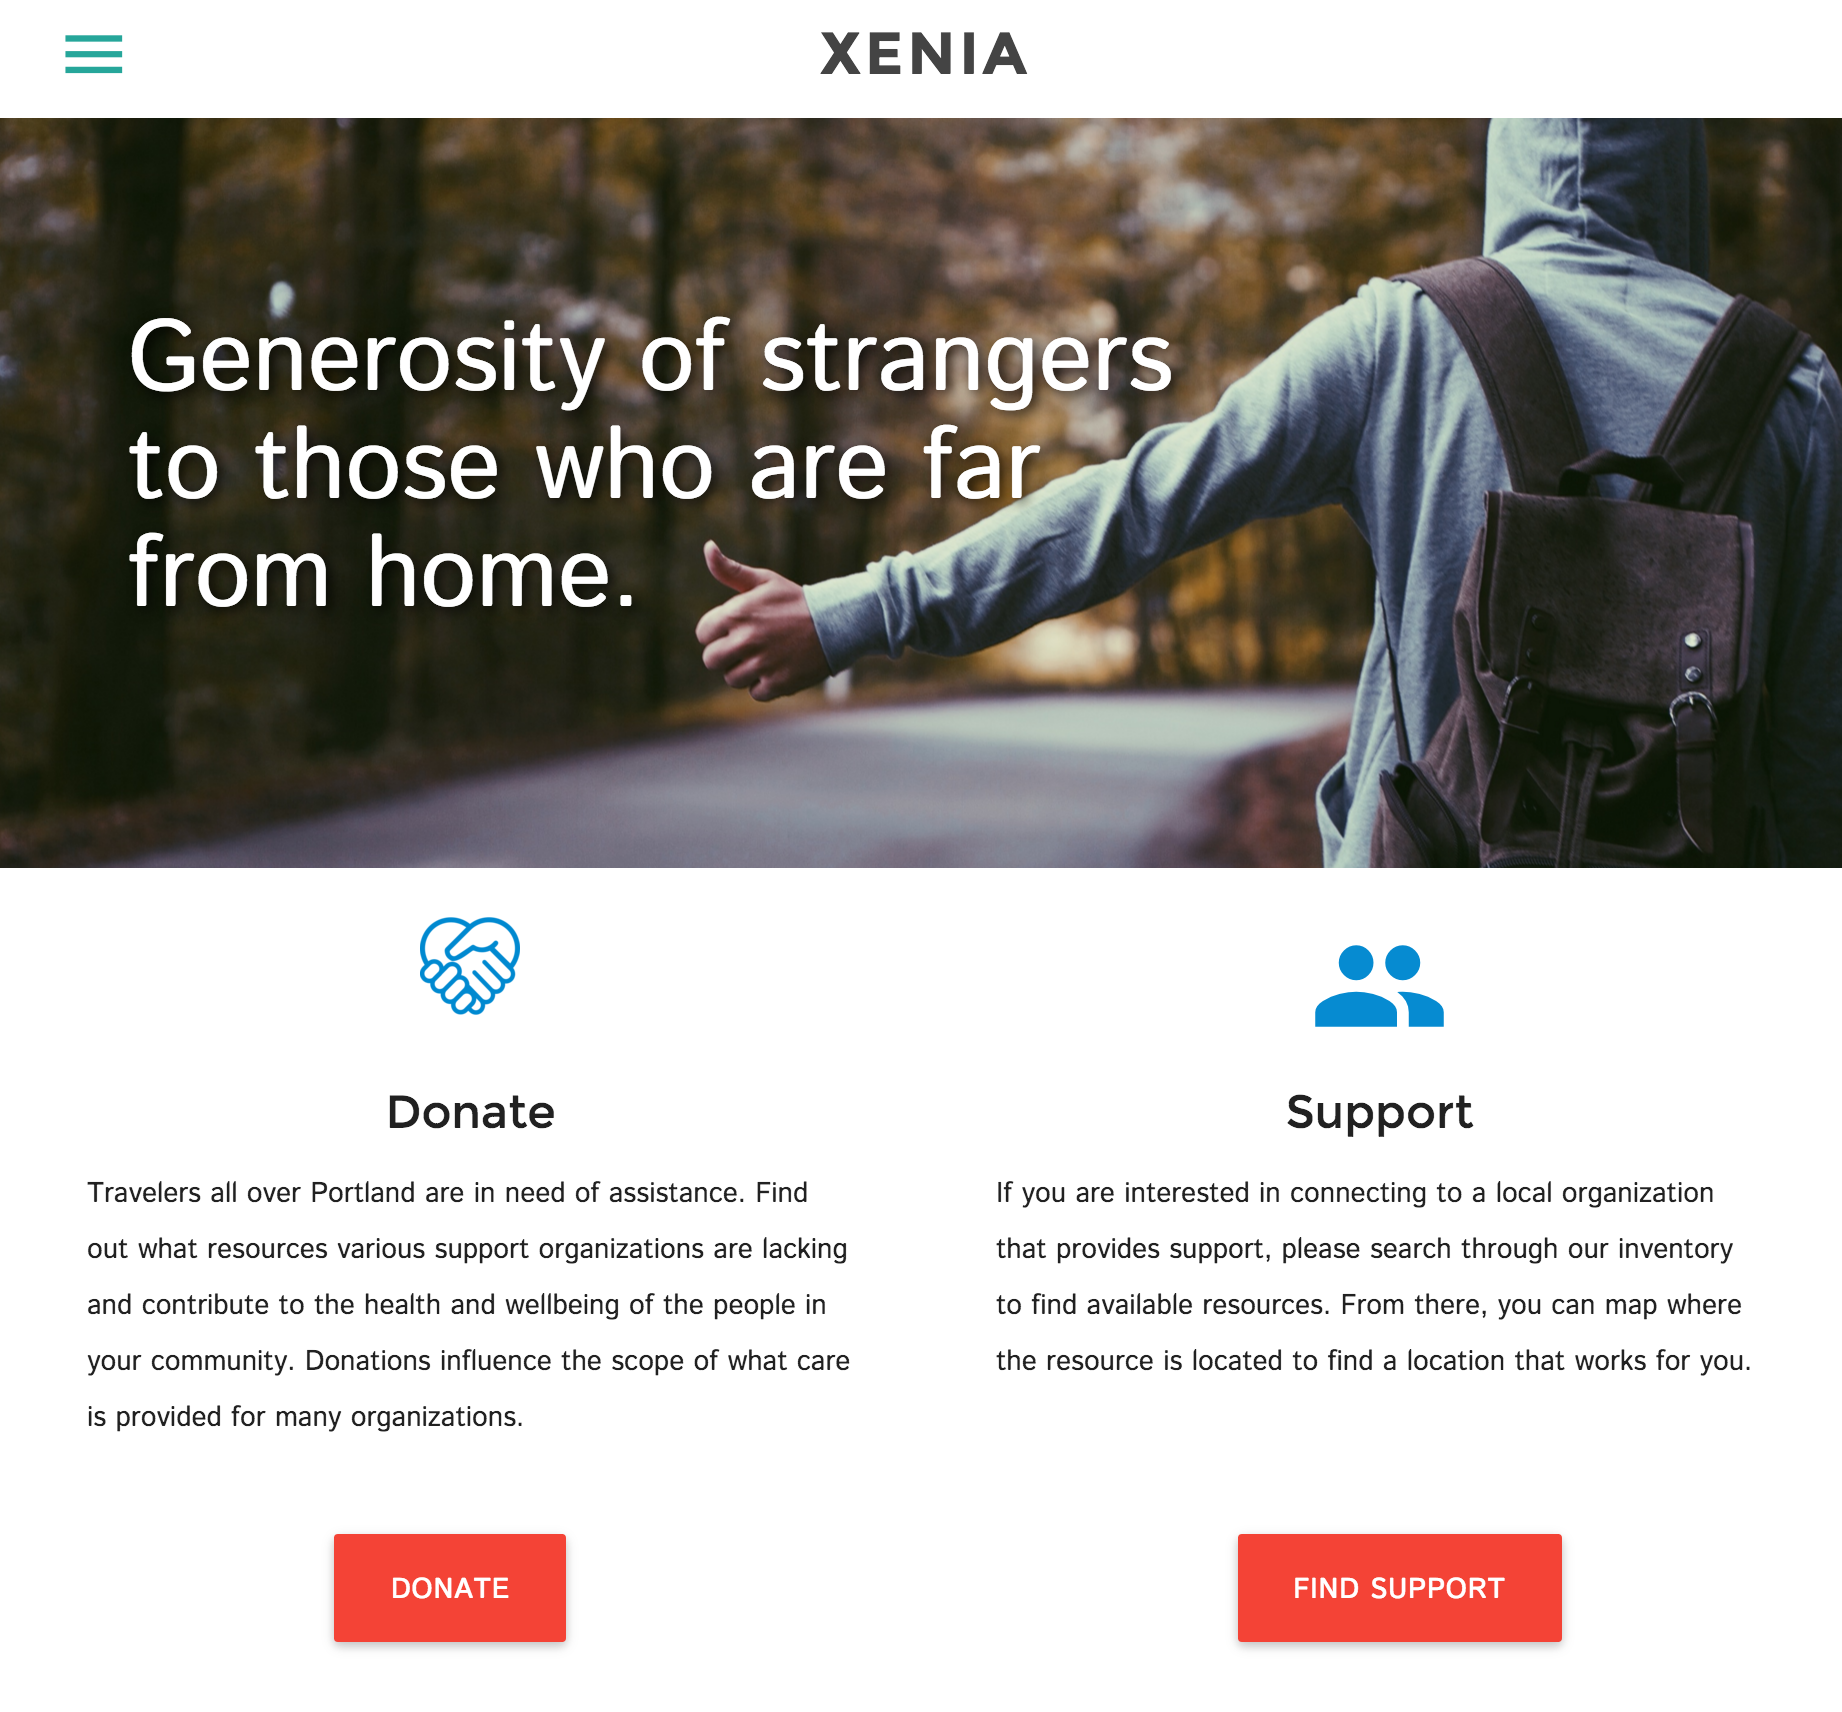 XENIA
Generosity of strangers
to those who are far
from home.
Donate
Travelers all over Portland are in need of assistance. Find
out what resources various support organizations are lacking
and contribute to the health and wellbeing of the people in
your community. Donations influence the scope of what care
is provided for many organizations.
DONATE
Support
If you are interested in connecting to a local organization
that provides support, please search through our inventory
to find available resources. From there, you can map where
the resource is located to find a location that works for you.
FIND SUPPORT